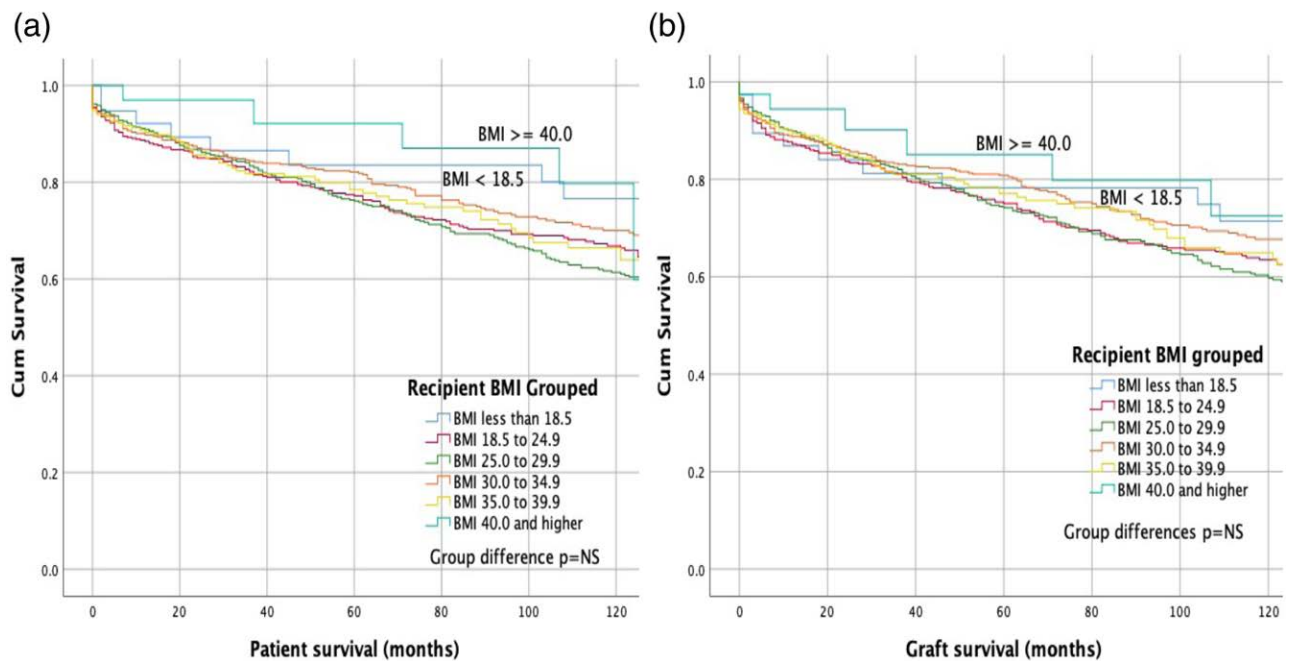 (a)
1.0
0.8
0.6
0.4
0.2
0.0
Cum Survival
BMI >= 40.0
BMI < 18.5
Recipient BMI Grouped
BMI less than 18.5
BMI 18.5 to 24.9
BMI 25.0 to 29.9
BMI 30.0 to 34.9
BMI 35.0 to 39.9
BMI 40.0 and higher
Group difference p=NS
0 20 40 60 80 100 120
Patient survival (months)
(b)
1.0
0.8
0.6
0.4
0.2
0.0
Cum Survival
BMI >= 40.0
BMI < 18.5
Recipient BMI grouped
BMI less than 18.5
BMI 18.5 to 24.9
BMI 25.0 to 29.9
BMI 30.0 to 34.9
BMI 35.0 to 39.9
BMI 40.0 and higher
Group differences p=NS
0 20 40 60 80 100 120
Graft survival (months)